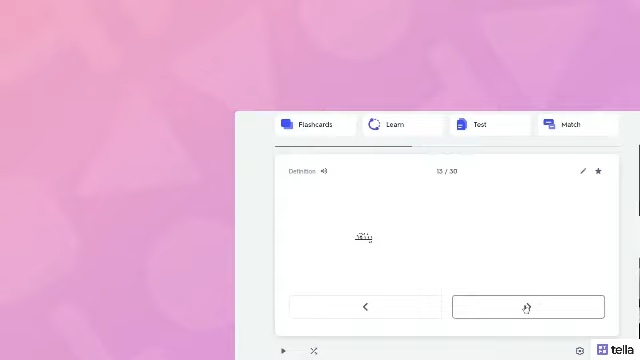 Flashcards
Learn
Test
Match
Definition
13 / 30
tella